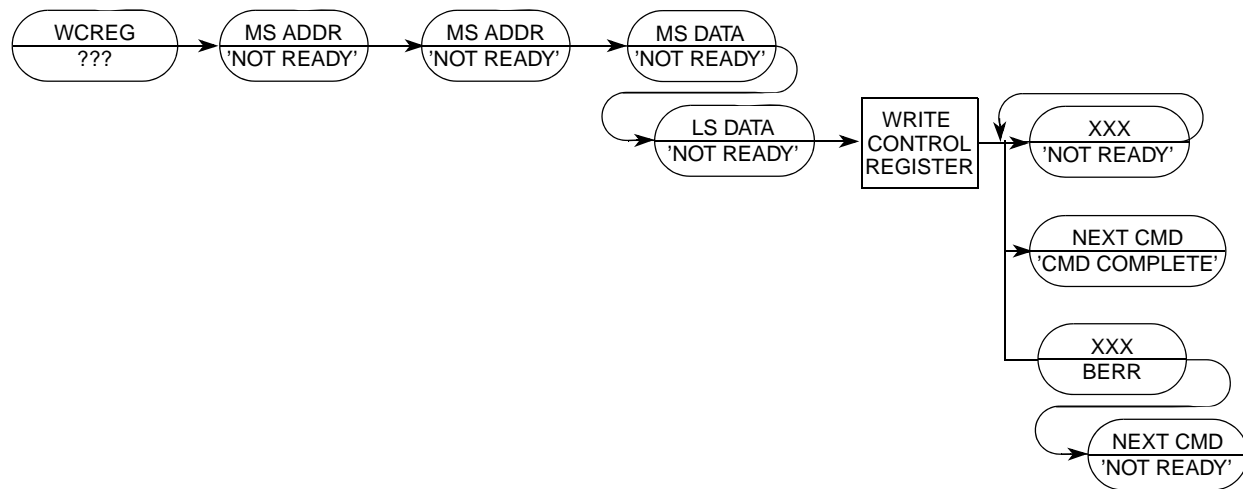 WCREG
???
MS ADDR
'NOT READY'
MS ADDR
'NOT READY'
MS DATA
'NOT READY'
LS DATA
'NOT READY'
WRITE
CONTROL
REGISTER
XXX
'NOT READY'
NEXT CMD
'CMD COMPLETE'
XXX
BERR
NEXT CMD
'NOT READY'